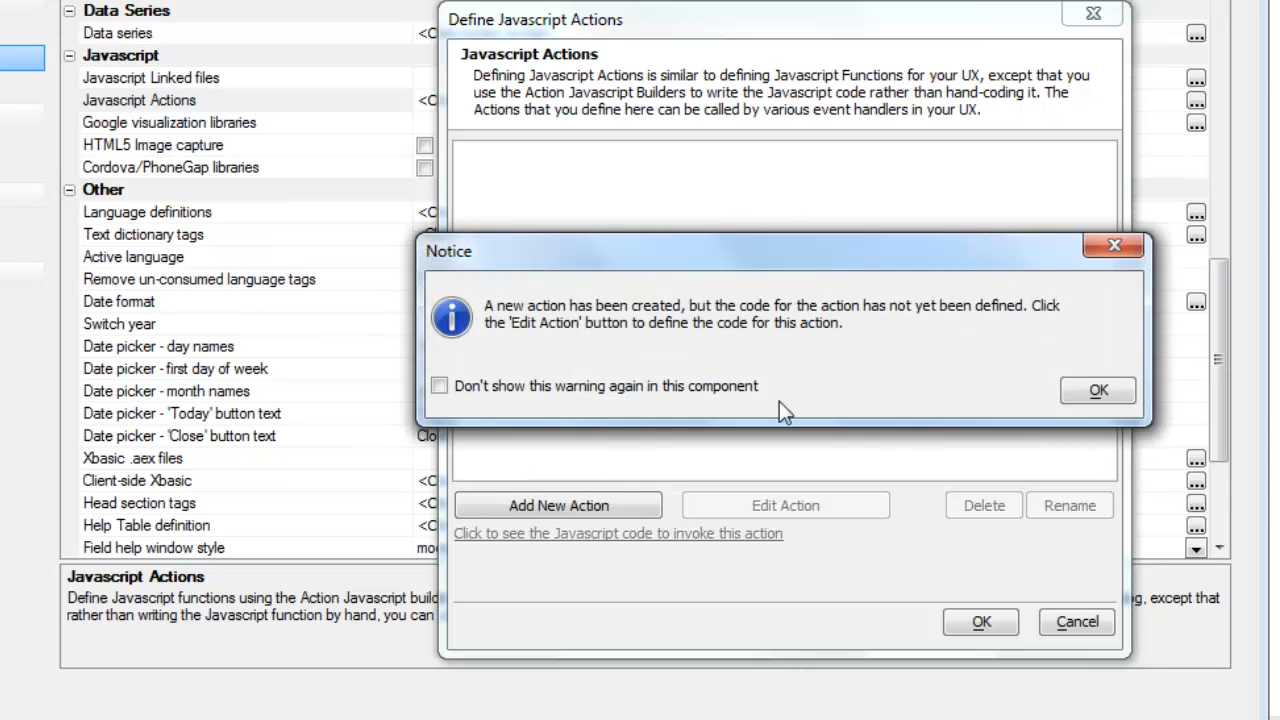 Data Series
Data series
<C
...
Javascript
Javascript Linked files
...
Javascript Actions
<C
...
Google visualization libraries
...
HTML5 Image capture
Cordova/PhoneGap libraries
Other
Language definitions
<C
...
Text dictionary tags
...
Active language
Remove un-consumed language tags
Date format
...
Switch year
Date picker - day names
Date picker - first day of week
Date picker - month names
Date picker - 'Today' button text
Date picker - 'Close' button text
Clo
Xbasic .aex files
...
Client-side Xbasic
<C
...
Head section tags
<C
...
Help Table definition
<C
...
Field help window style
mo
Javascript Actions
Define Javascript functions using the Action Javascript build
g, except that
rather than writing the Javascript function by hand, you can
Define Javascript Actions
Javascript Actions
Defining Javascript Actions is similar to defining Javascript Functions for your UX, except that you
use the Action Javascript Builders to write the Javascript code rather than hand-coding it. The
Actions that you define here can be called by various event handlers in your UX.
Notice
A new action has been created, but the code for the action has not yet been defined. Click
the 'Edit Action' button to define the code for this action.
Don't show this warning again in this component
OK
Add New Action
Edit Action
Delete
Rename
Click to see the Javascript code to invoke this action
OK
Cancel